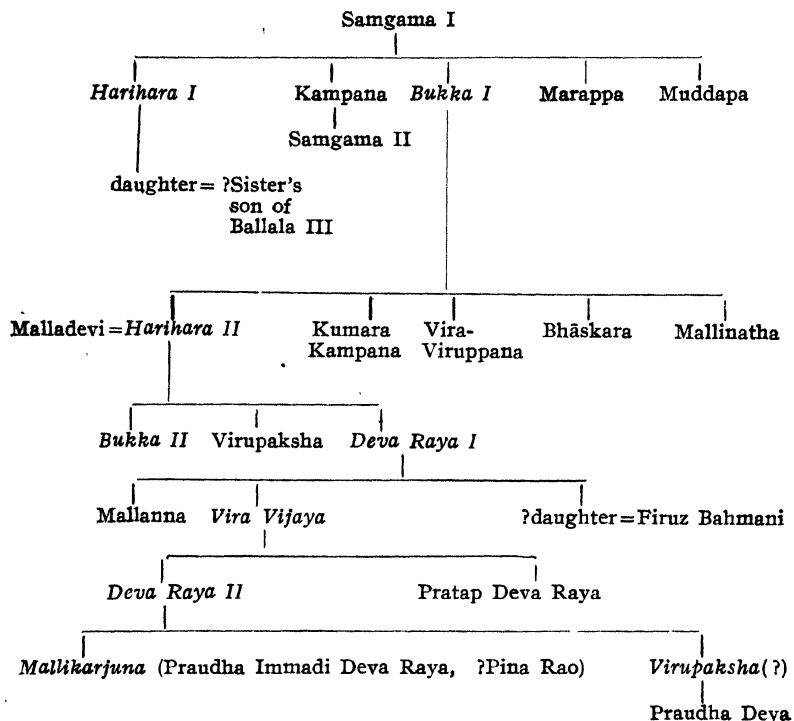 Samgama I
Harihara I Kampana Bukka I Marappa Muddapa
Samgama II
daughter = ?Sister's
son of
Ballala III
Malladevi = Harihara II Kumara Vira- Bhāskara Mallinatha
Kampana Viruppana
Bukka II Virupaksha Deva Raya I
Mallanna Vira Vijaya ?daughter = Firuz Bahmani
Deva Raya II Pratap Deva Raya
Mallikarjuna (Praudha Immadi Deva Raya, ?Pina Rao) Virupaksha(?)
Praudha Deva